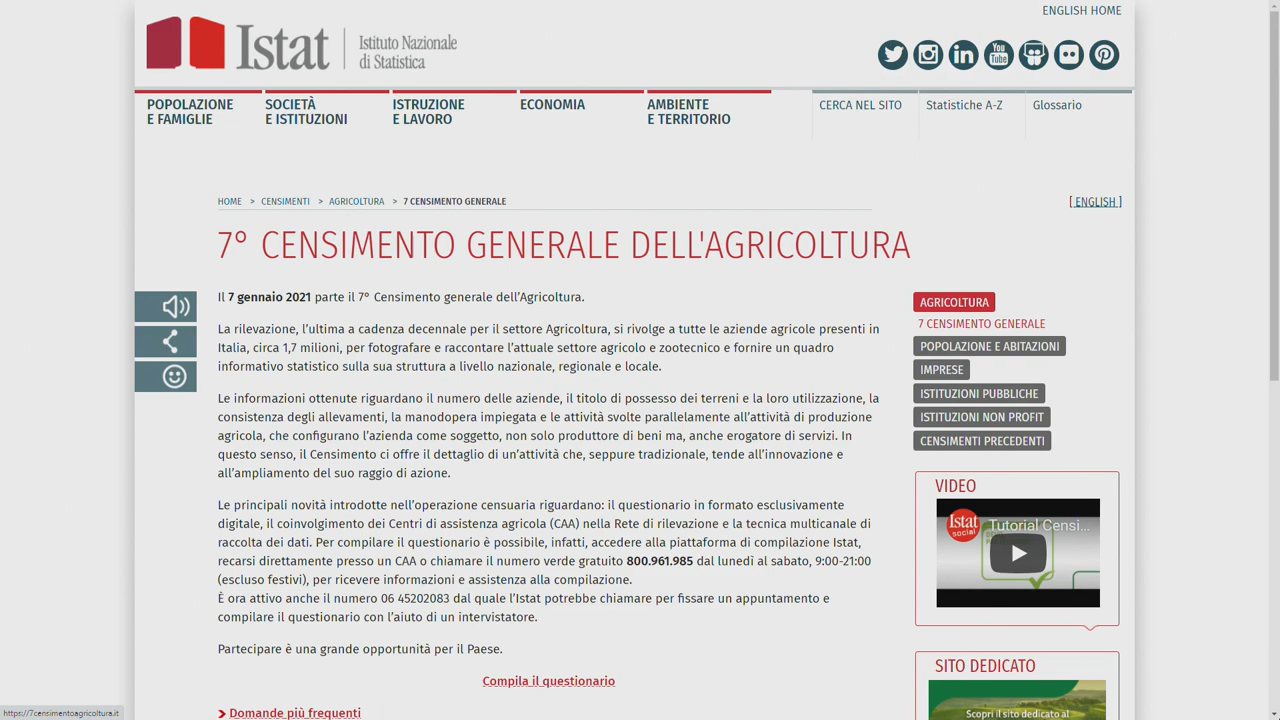 ENGLISH HOME
Istat
Istituto Nazionale
di Statistica
You
Tube
POPOLAZIONE
E FAMIGLIE
SOCIETÀ
E ISTITUZIONI
ISTRUZIONE
E LAVORO
ECONOMIA
AMBIENTE
E TERRITORIO
CERCA NEL SITO
Statistiche A-Z
Glossario
HOME > CENSIMENTI > AGRICOLTURA > 7 CENSIMENTO GENERALE
[ ENGLISH ]
7° CENSIMENTO GENERALE DELL'AGRICOLTURA
Il 7 gennaio 2021 parte il 7° Censimento generale dell’Agricoltura.
La rilevazione, l’ultima a cadenza decennale per il settore Agricoltura, si rivolge a tutte le aziende agricole presenti in
Italia, circa 1,7 milioni, per fotografare e raccontare l’attuale settore agricolo e zootecnico e fornire un quadro
informativo statistico sulla sua struttura a livello nazionale, regionale e locale.
Le informazioni ottenute riguardano il numero delle aziende, il titolo di possesso dei terreni e la loro utilizzazione, la
consistenza degli allevamenti, la manodopera impiegata e le attività svolte parallelamente all’attività di produzione
agricola, che configurano l’azienda come soggetto, non solo produttore di beni ma, anche erogatore di servizi. In
questo senso, il Censimento ci offre il dettaglio di un’attività che, seppure tradizionale, tende all’innovazione e
all’ampliamento del suo raggio di azione.
Le principali novità introdotte nell’operazione censuaria riguardano: il questionario in formato esclusivamente
digitale, il coinvolgimento dei Centri di assistenza agricola (CAA) nella Rete di rilevazione e la tecnica multicanale di
raccolta dei dati. Per compilare il questionario è possibile, infatti, accedere alla piattaforma di compilazione Istat,
recarsi direttamente presso un CAA o chiamare il numero verde gratuito 800.961.985 dal lunedì al sabato, 9:00-21:00
(escluso festivi), per ricevere informazioni e assistenza alla compilazione.
È ora attivo anche il numero 06 45202083 dal quale l’Istat potrebbe chiamare per fissare un appuntamento e
compilare il questionario con l’aiuto di un intervistatore.
Partecipare è una grande opportunità per il Paese.
Compila il questionario
Domande più frequenti
AGRICOLTURA
7 CENSIMENTO GENERALE
POPOLAZIONE E ABITAZIONI
IMPRESE
ISTITUZIONI PUBBLICHE
ISTITUZIONI NON PROFIT
CENSIMENTI PRECEDENTI
VIDEO
Istat
social
Tutorial Censi...
SITO DEDICATO
Scopri il sito dedicato al
https://7censimentoagricoltura.it